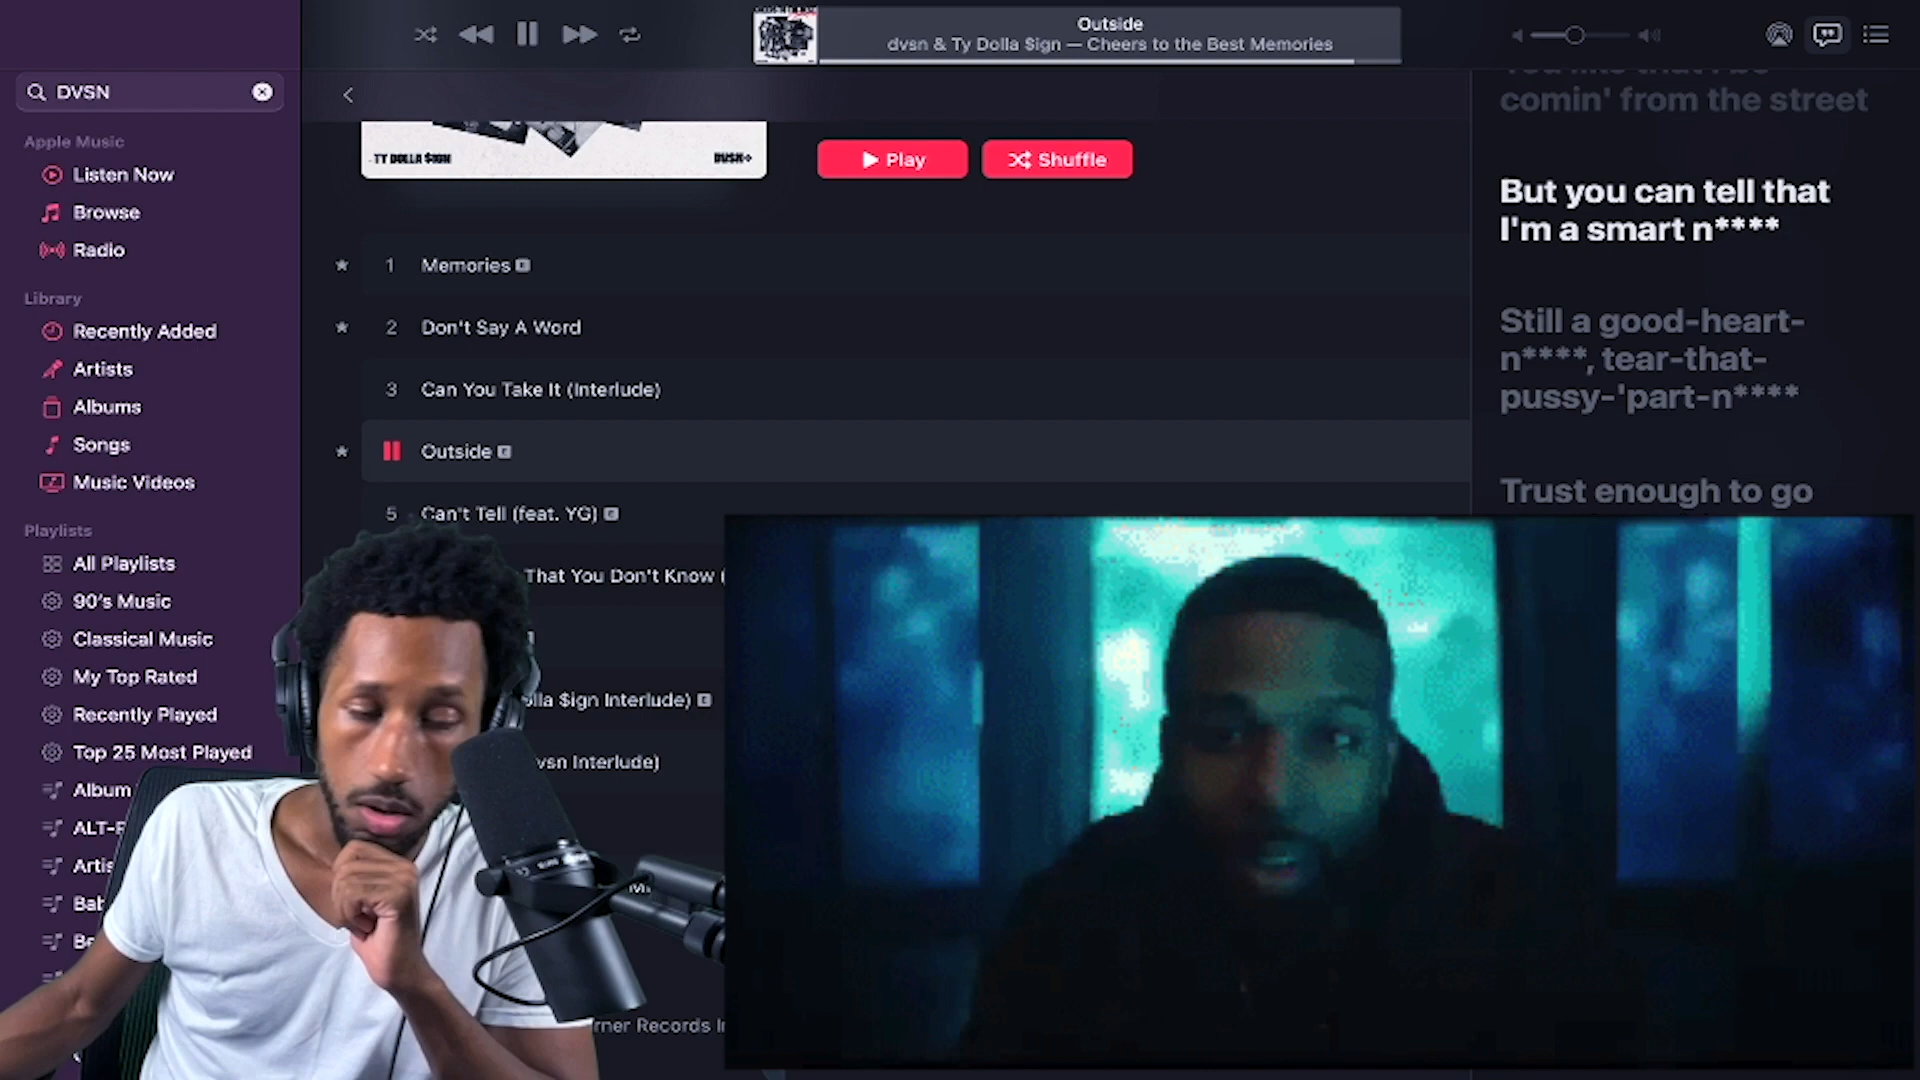 Outside
dvsn & Ty Dolla $ign — Cheers to the Best Memories
DVSN
Apple Music
Listen Now
Browse
Radio
Library
Recently Added
Artists
Albums
Songs
Music Videos
Playlists
All Playlists
90's Music
Classical Music
My Top Rated
Recently Played
Top 25 Most Played
Album
TY DOLLA $IGN
DVSN
Play
Shuffle
1 Memories E
2 Don't Say A Word
3 Can You Take It (Interlude)
Outside E
5 Can't Tell (feat. YG) E
That You Don't Know (
$ign Interlude) E
Interlude)
Records
comin' from the street
But you can tell that
I'm a smart n****
Still a good-heart-
n****, tear-that-
pussy-'part-n****
Trust enough to go